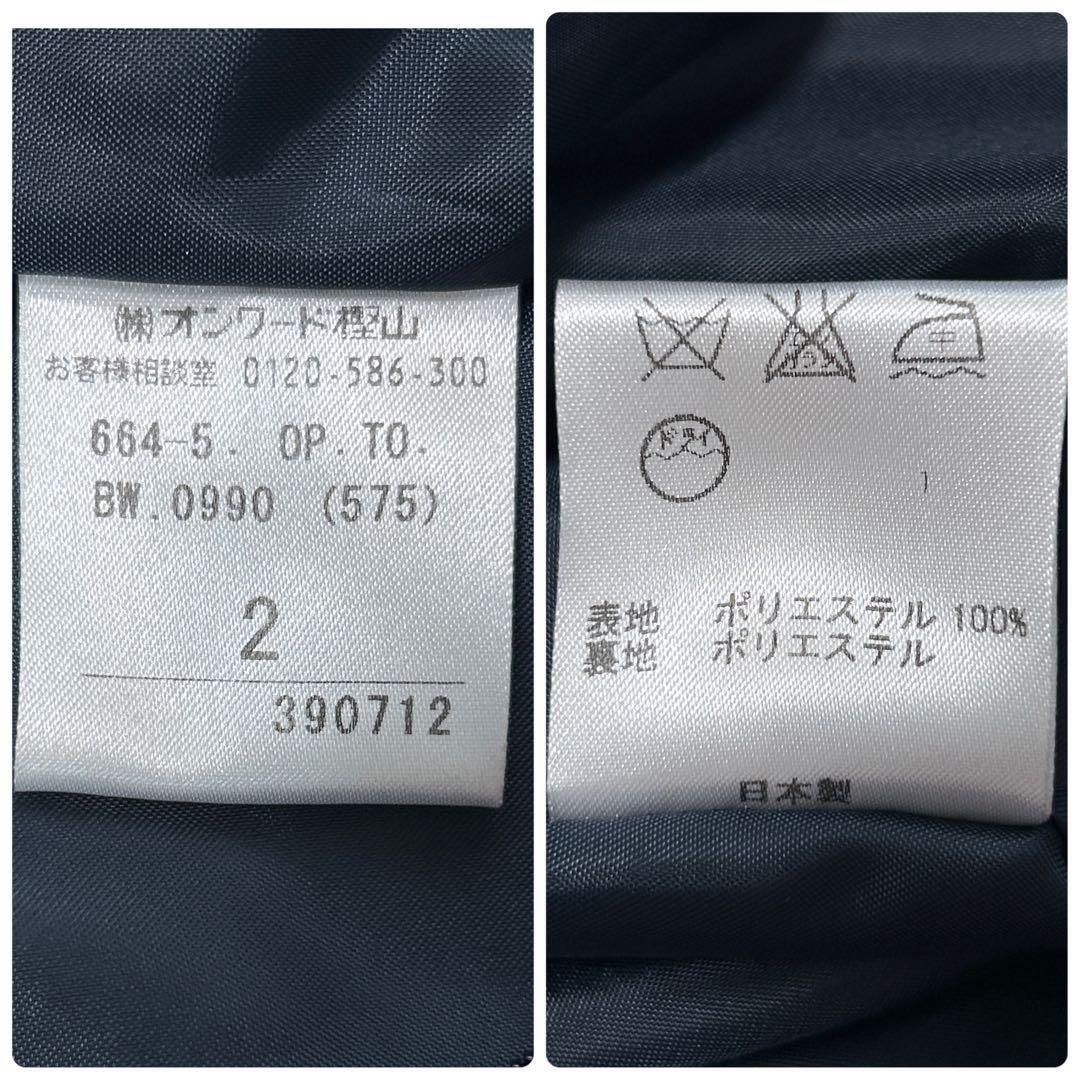 ㈱オンワード樫山
お客様相談室 0120-586-300
664-5. OP.TO.
BW.0990 (575)
2
390712
中
ドライ
表地 ポリエステル 100%
裏地 ポリエステル
日本製